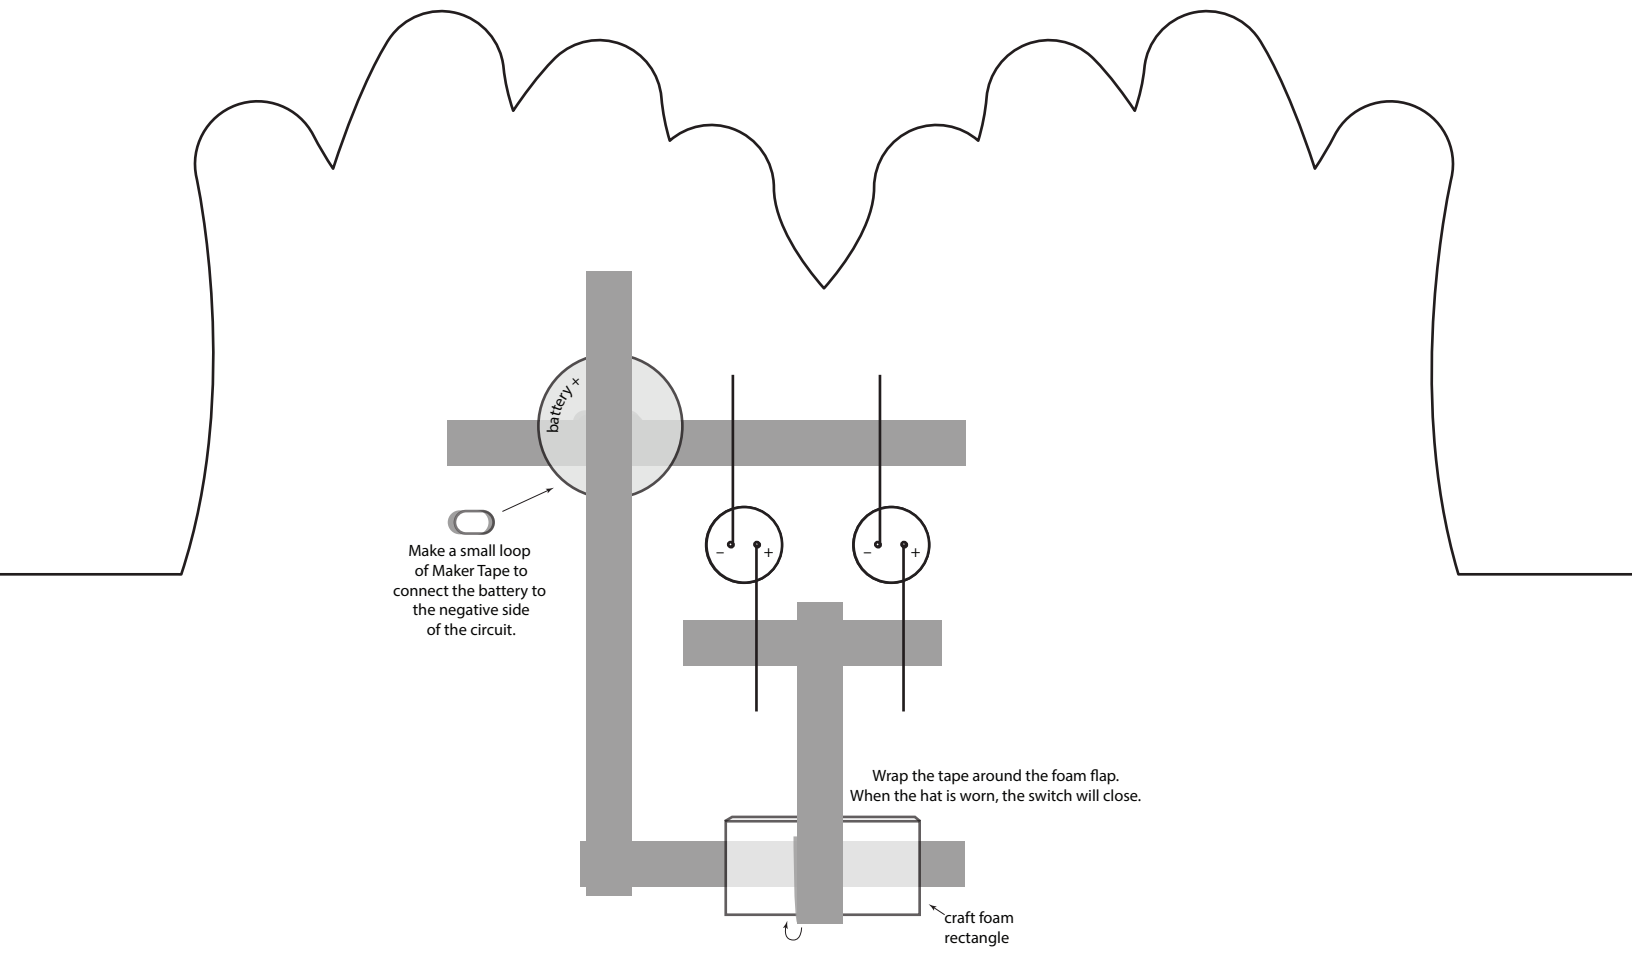 battery +
– +
– +
Make a small loop
of Maker Tape to
connect the battery to
the negative side
of the circuit.
Wrap the tape around the foam flap.
When the hat is worn, the switch will close.
craft foam
rectangle